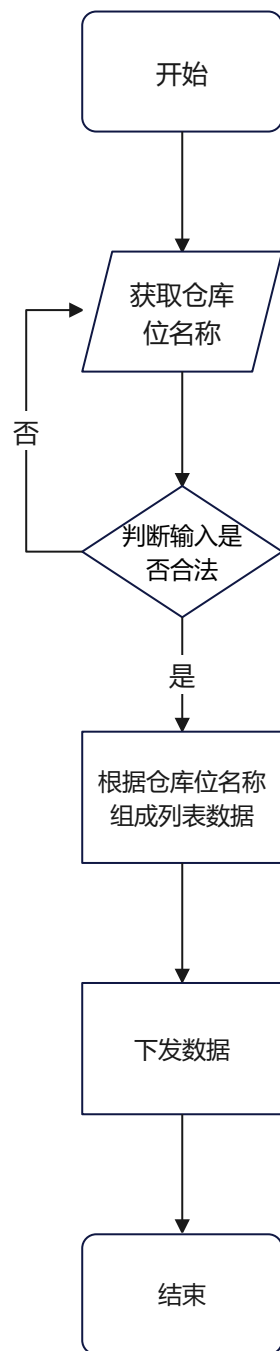 开始
获取仓库
位名称
否
判断输入是
否合法
是
根据仓库位名称
组成列表数据
下发数据
结束